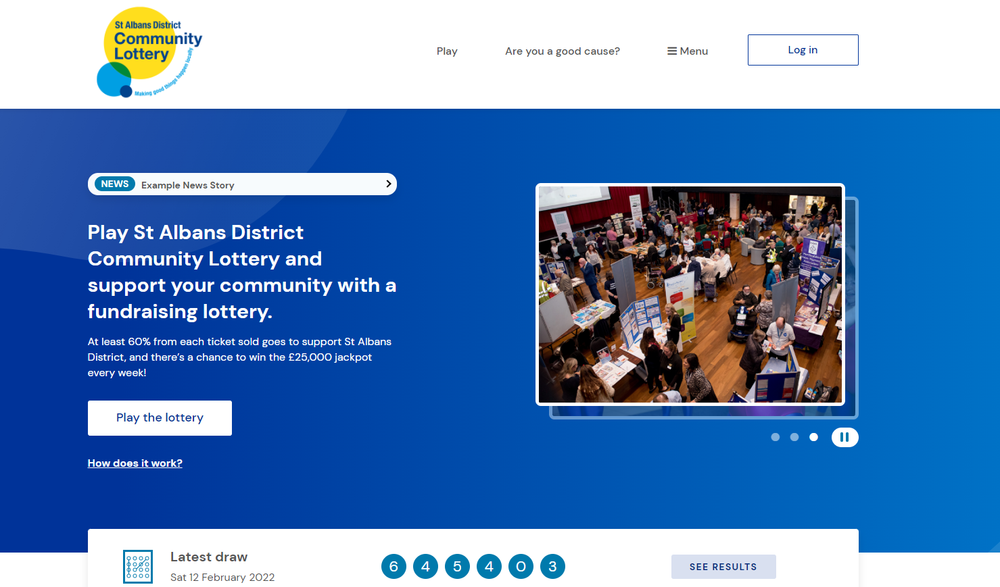 St Albans District
Community
Lottery
Making good things happen locally
Play
Are you a good cause?
Menu
Log in
NEWS Example News Story
Play St Albans District
Community Lottery and
support your community with a
fundraising lottery.
At least 60% from each ticket sold goes to support St Albans
District, and there's a chance to win the £25,000 jackpot
every week!
Play the lottery
How does it work?
Latest draw
Sat 12 February 2022
6 4 5 4 0 3
SEE RESULTS